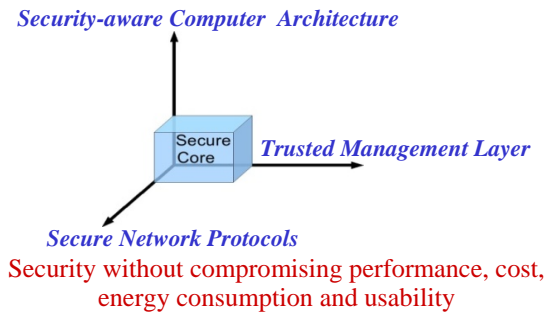 Security-aware Computer Architecture
Secure
Core
Trusted Management Layer
Secure Network Protocols
Security without compromising performance, cost,
energy consumption and usability